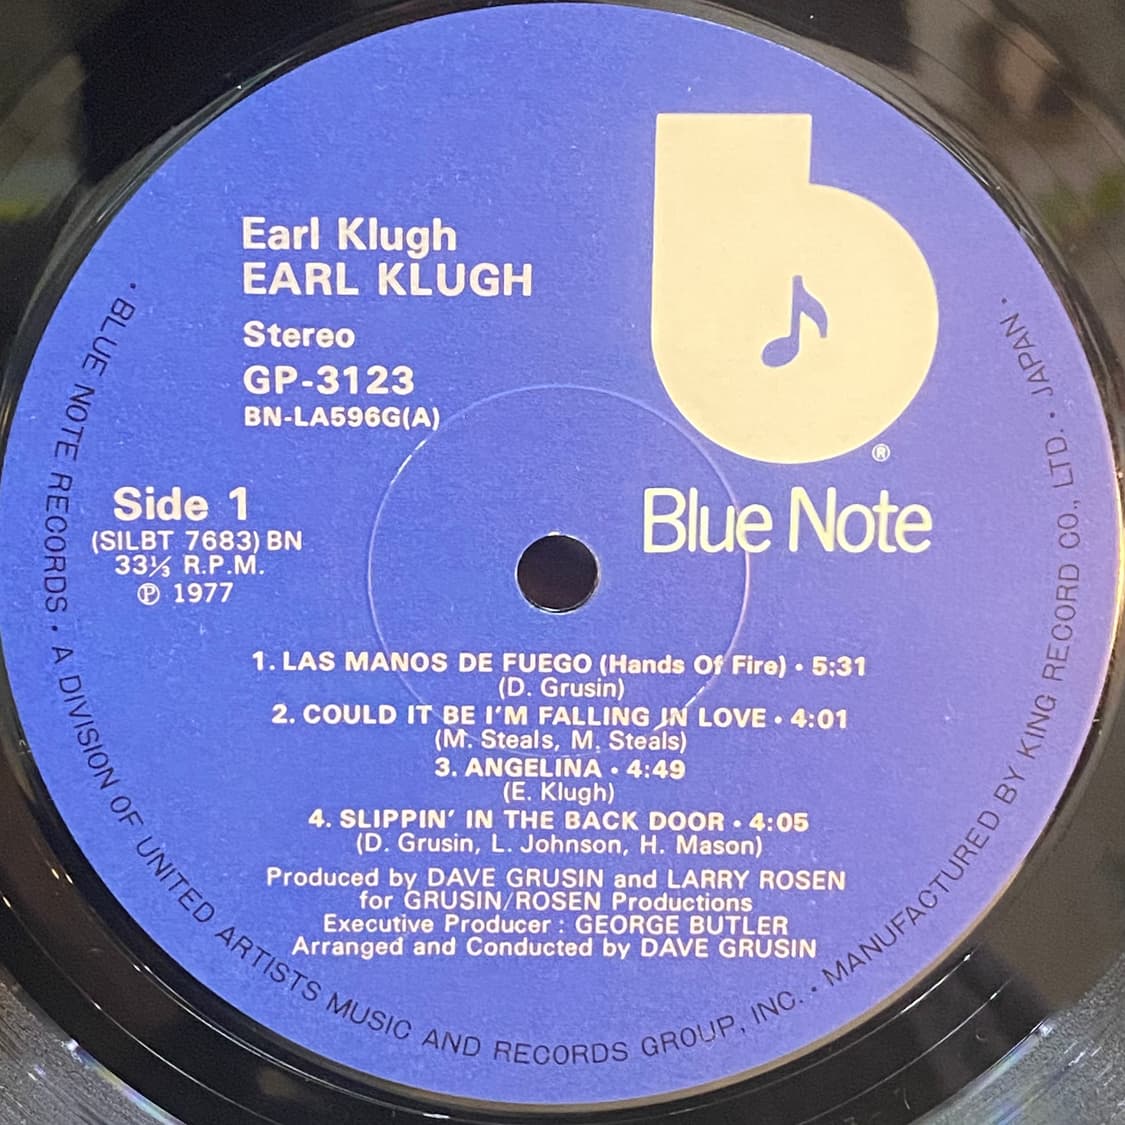 Earl Klugh
EARL KLUGH
Stereo
GP-3123
BN-LA596G(A)
®
Blue Note
Side 1
(SILBT 7683) BN
33⅓ R.P.M.
℗ 1977
1. LAS MANOS DE FUEGO (Hands Of Fire) • 5:31
(D. Grusin)
2. COULD IT BE I'M FALLING IN LOVE • 4:01
(M. Steals, M. Steals)
3. ANGELINA • 4:49
(E. Klugh)
4. SLIPPIN' IN THE BACK DOOR • 4:05
(D. Grusin, L. Johnson, H. Mason)
Produced by DAVE GRUSIN and LARRY ROSEN
for GRUSIN/ROSEN Productions
Executive Producer : GEORGE BUTLER
Arranged and Conducted by DAVE GRUSIN
• BLUE NOTE RECORDS • A DIVISION OF UNITED ARTISTS MUSIC AND RECORDS GROUP, INC. • MANUFACTURED BY KING RECORD CO., LTD. • JAPAN •